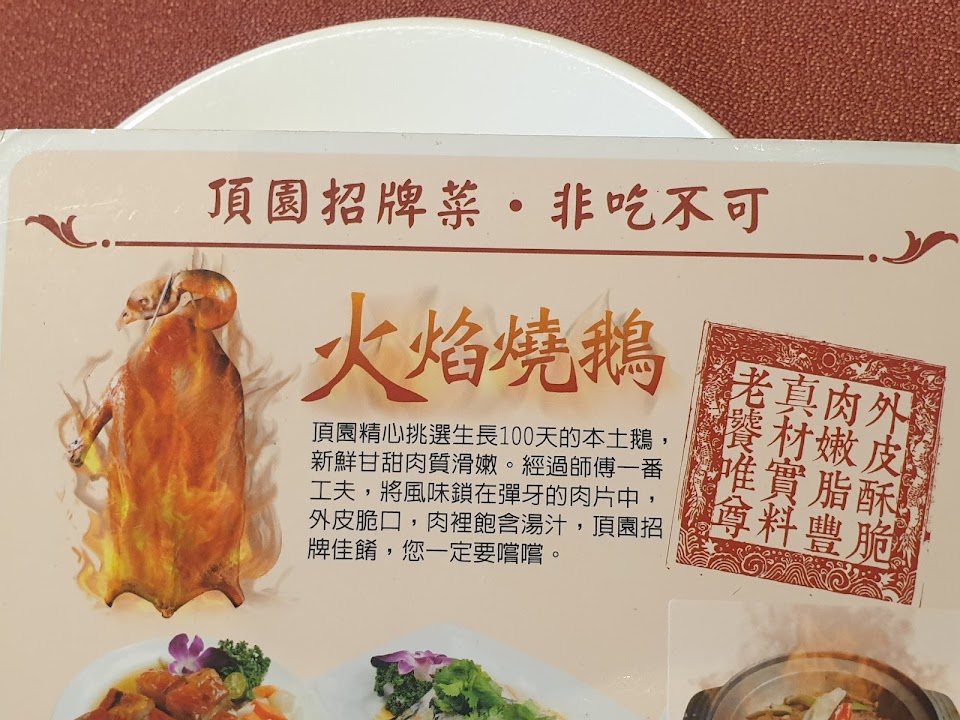 頂園招牌菜・非吃不可
火焰燒鵝
頂園精心挑選生長100天的本土鵝，
新鮮甘甜肉質滑嫩。經過師傅一番
工夫，將風味鎖在彈牙的肉片中，
外皮脆口，肉裡飽含湯汁，頂園招
牌佳餚，您一定要嚐嚐。
外皮酥脆
肉嫩脂豐，
真材實料
老饕唯尊